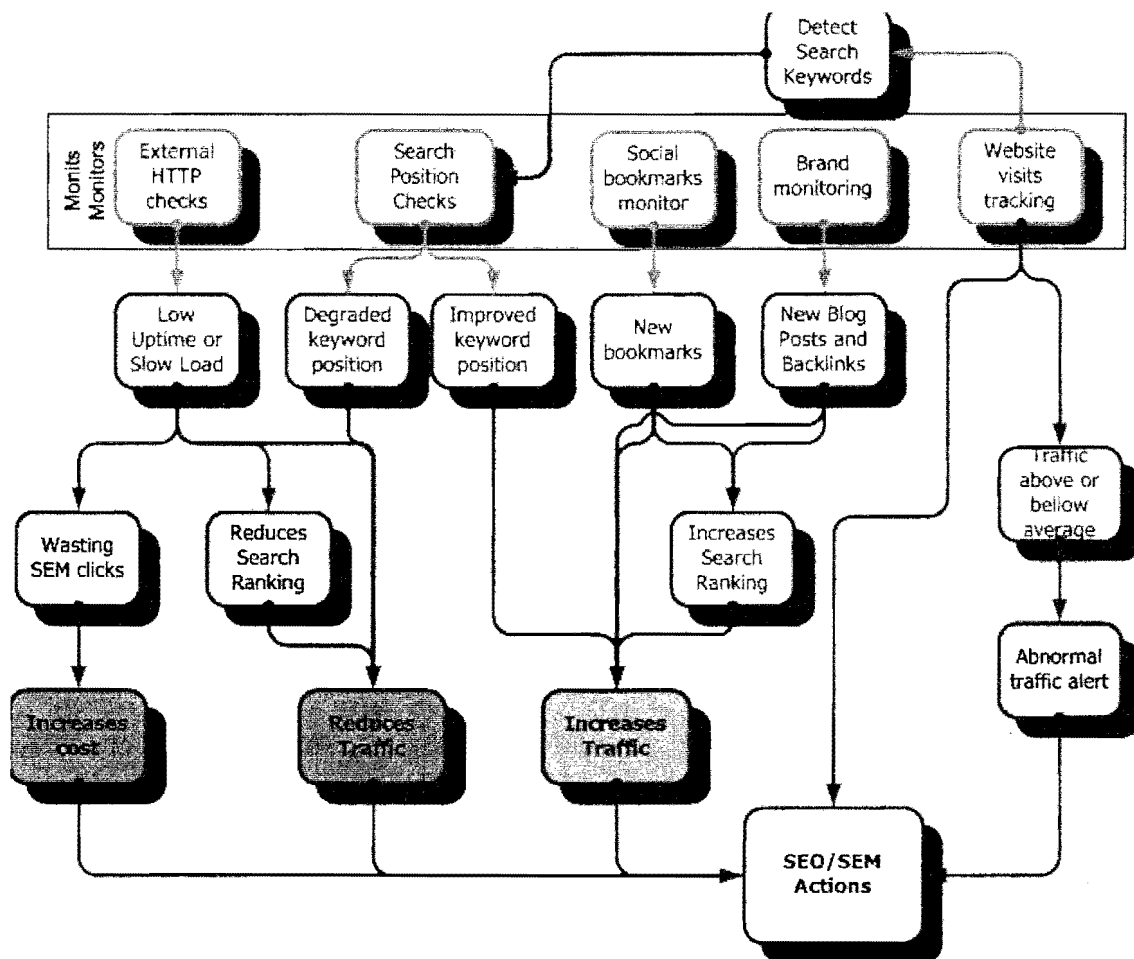 Detect
Search
Keywords
Monits
Monitors
External
HTTP
checks
Search
Position
Checks
Social
bookmarks
monitor
Brand
monitoring
Website
visits
tracking
Low
Uptime or
Slow Load
Degraded
keyword
position
Improved
keyword
position
New
bookmarks
New Blog
Posts and
Backlinks
Traffic
above or
bellow
average
Wasting
SEM clicks
Reduces
Search
Ranking
Increases
Search
Ranking
Abnormal
traffic alert
Increases
cost
Reduces
Traffic
Increases
Traffic
SEO/SEM
Actions